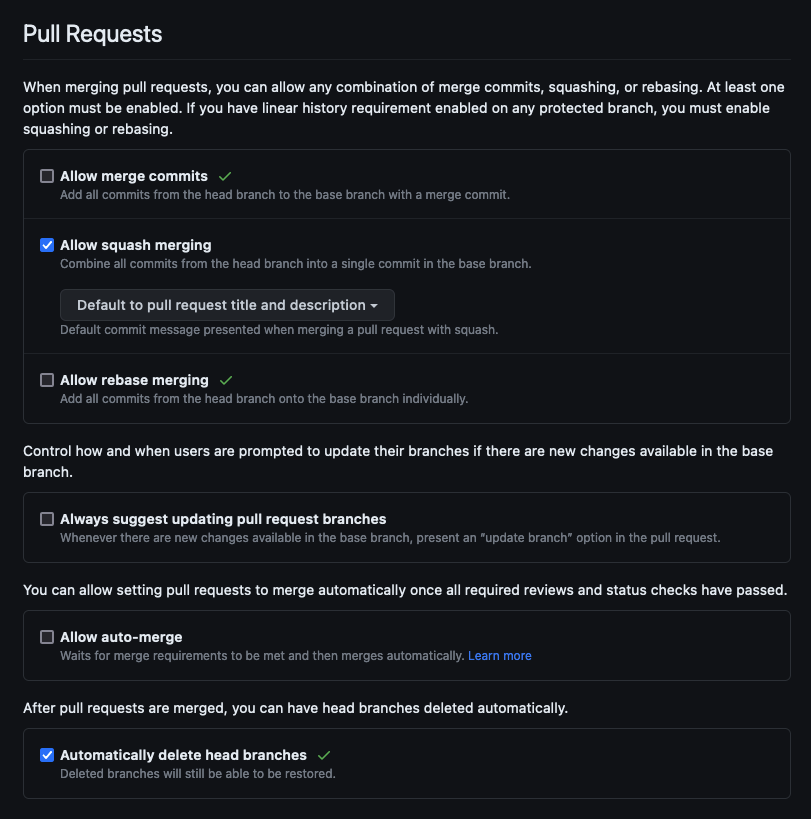 Pull Requests
When merging pull requests, you can allow any combination of merge commits, squashing, or rebasing. At least one
option must be enabled. If you have linear history requirement enabled on any protected branch, you must enable
squashing or rebasing.
Allow merge commits
Add all commits from the head branch to the base branch with a merge commit.
Allow squash merging
Combine all commits from the head branch into a single commit in the base branch.
Default to pull request title and description
Default commit message presented when merging a pull request with squash.
Allow rebase merging
Add all commits from the head branch onto the base branch individually.
Control how and when users are prompted to update their branches if there are new changes available in the base
branch.
Always suggest updating pull request branches
Whenever there are new changes available in the base branch, present an “update branch” option in the pull request.
You can allow setting pull requests to merge automatically once all required reviews and status checks have passed.
Allow auto-merge
Waits for merge requirements to be met and then merges automatically. Learn more
After pull requests are merged, you can have head branches deleted automatically.
Automatically delete head branches
Deleted branches will still be able to be restored.